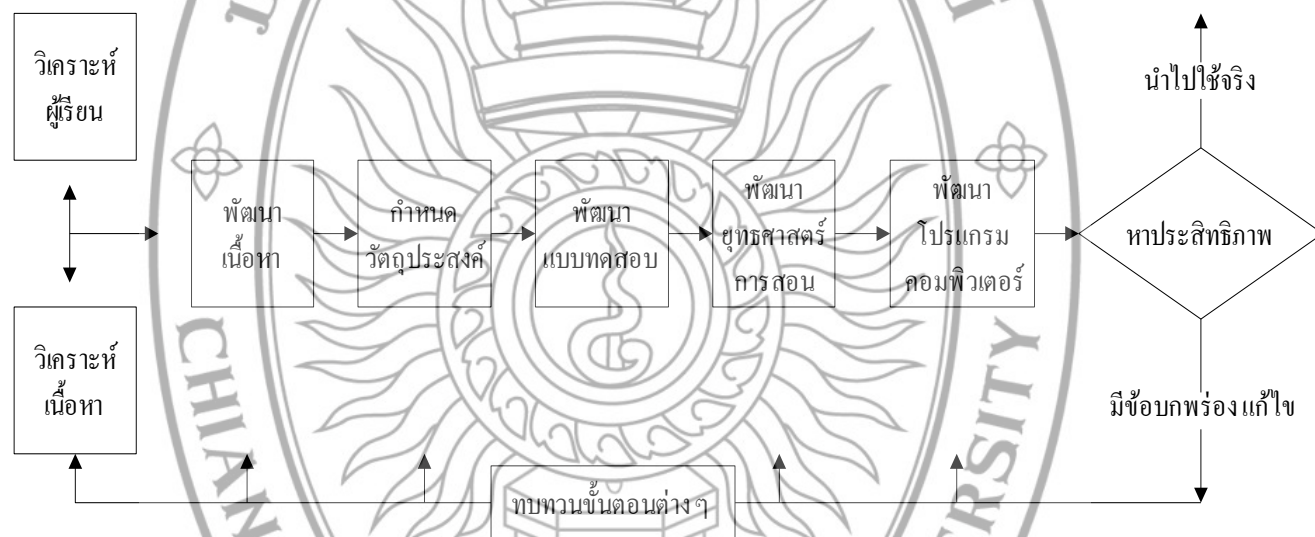 วิเคราะห์
ผู้เรียน
นำไปใช้จริง
พัฒนา
เนื้อหา
กำหนด
วัตถุประสงค์
พัฒนา
แบบทดสอบ
พัฒนา
ยุทธศาสตร์
การสอน
พัฒนา
โปรแกรม
คอมพิวเตอร์
หาประสิทธิภาพ
วิเคราะห์
เนื้อหา
มีข้อบกพร่อง แก้ไข
ทบทวนขั้นตอนต่าง ๆ